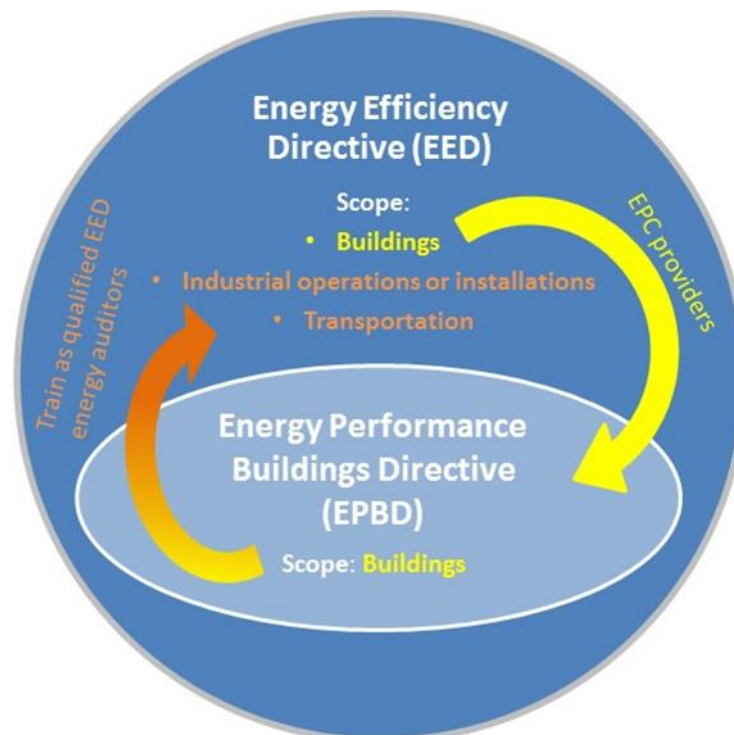 Energy Efficiency
Directive (EED)
Scope:
• Buildings
• Industrial operations or installations
• Transportation
EPC providers
Train as qualified EED
energy auditors
Energy Performance
Buildings Directive
(EPBD)
Scope: Buildings